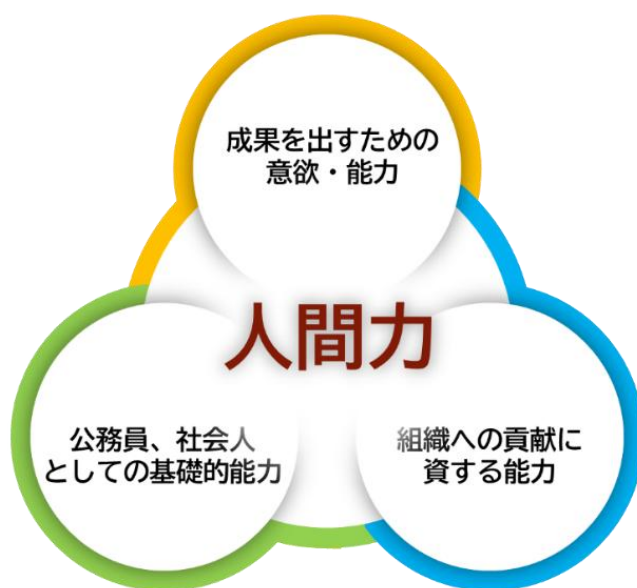 成果を出すための
意欲・能力
人間力
公務員、社会人
としての基礎的能力
組織への貢献に
資する能力